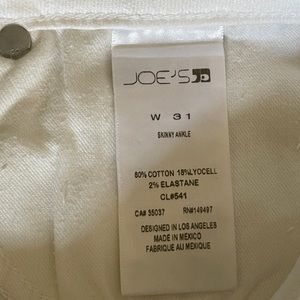 JOE'S
W 31
SKINNY ANKLE
80% COTTON 18%LYOCELL
2% ELASTANE
CL#541
CA# 35037 RN#149497
DESIGNED IN LOS ANGELES
MADE IN MEXICO
FABRIQUE AU MEXIQUE